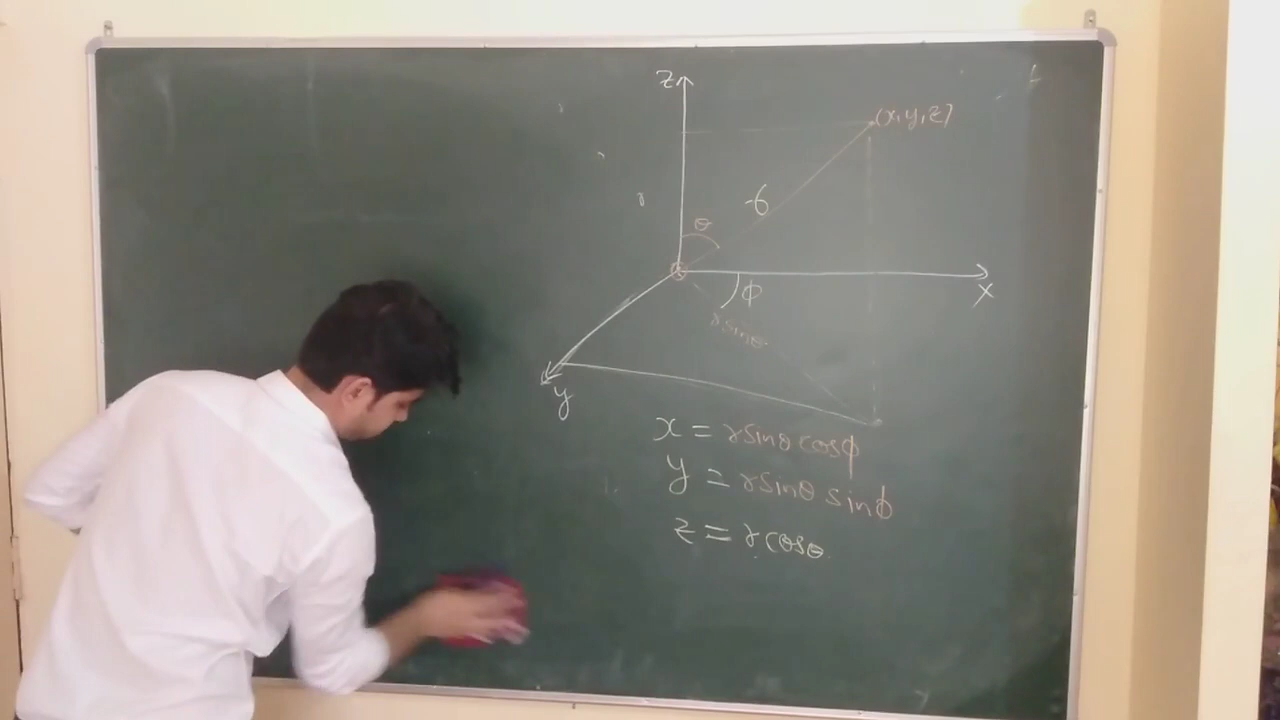 z
(x,y,z)
r
θ
x
ϕ
r sinθ
y
x = r sinθ cosϕ
y = r sinθ sinϕ
z = r cosθ